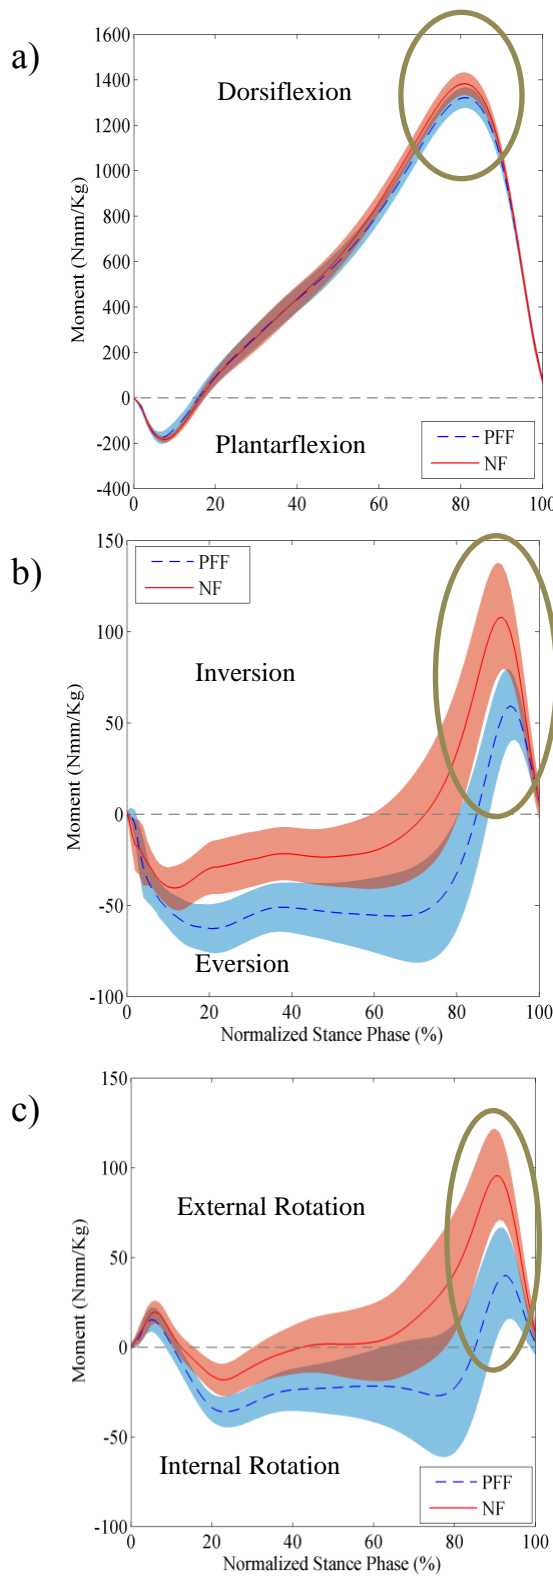 a)
1600
1400
1200
1000
800
600
400
200
0
-200
-400
Moment (Nmm/Kg)
Dorsiflexion
Plantarflexion
PFF
NF
0 20 40 60 80 100
b)
150
100
50
0
-50
-100
Moment (Nmm/Kg)
PFF
NF
Inversion
Eversion
0 20 40 60 80 100
Normalized Stance Phase (%)
c)
150
100
50
0
-50
-100
Moment (Nmm/Kg)
External Rotation
Internal Rotation
PFF
NF
0 20 40 60 80 100
Normalized Stance Phase (%)